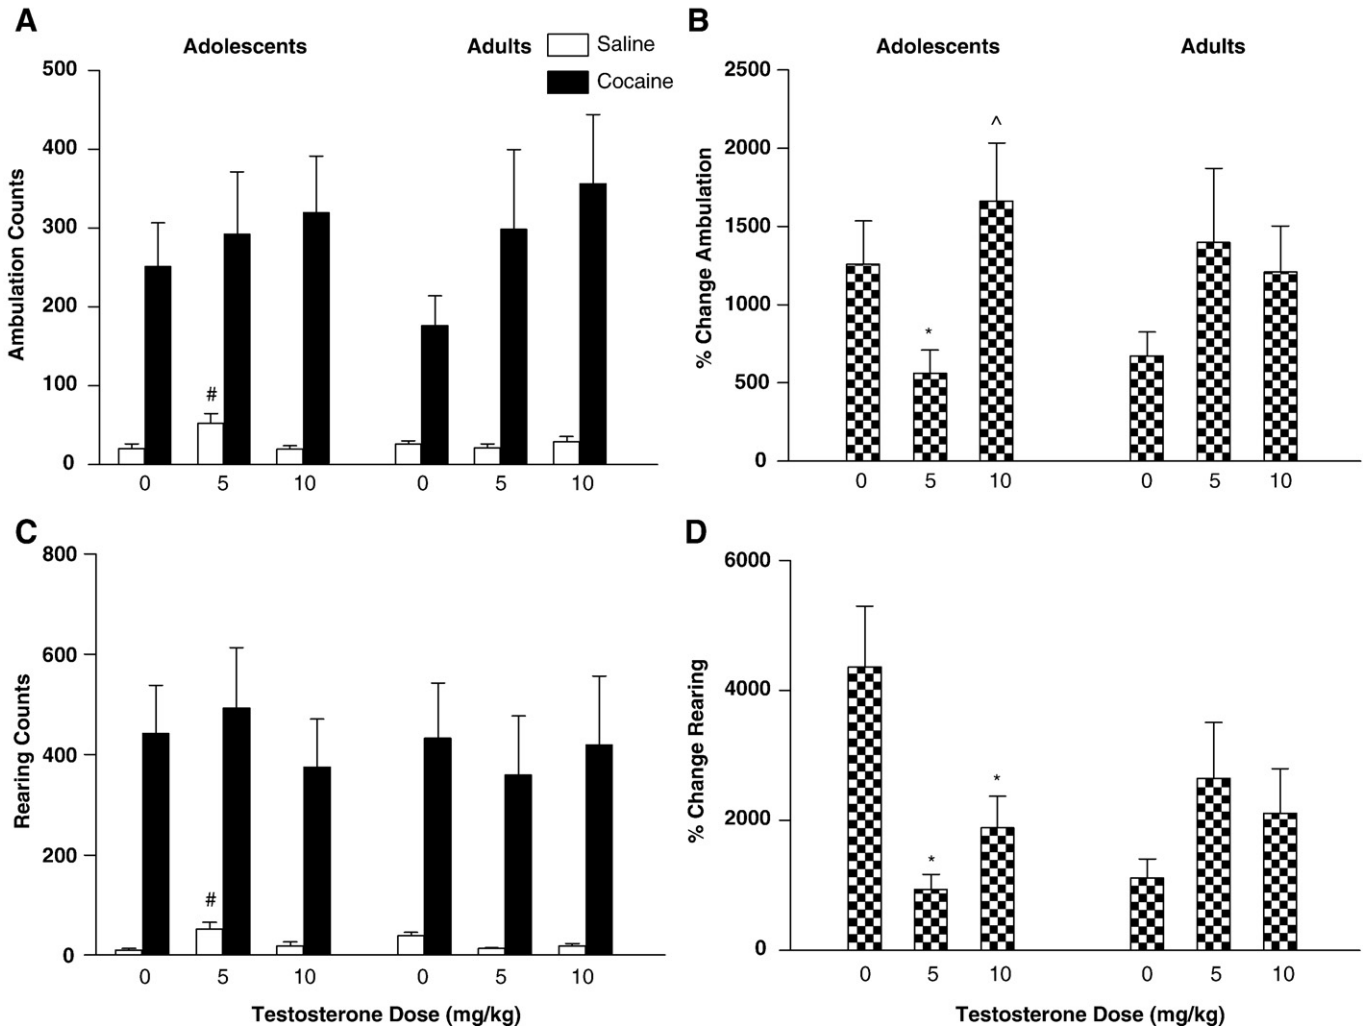 A
Adolescents Adults
Saline
Cocaine
Ambulation Counts
500
400
300
200
100
0
#
0 5 10 0 5 10
B
Adolescents Adults
% Change Ambulation
2500
2000
1500
1000
500
0
^
*
0 5 10 0 5 10
C
Rearing Counts
800
600
400
200
0
#
0 5 10 0 5 10
Testosterone Dose (mg/kg)
D
% Change Rearing
6000
4000
2000
0
*
*
0 5 10 0 5 10
Testosterone Dose (mg/kg)